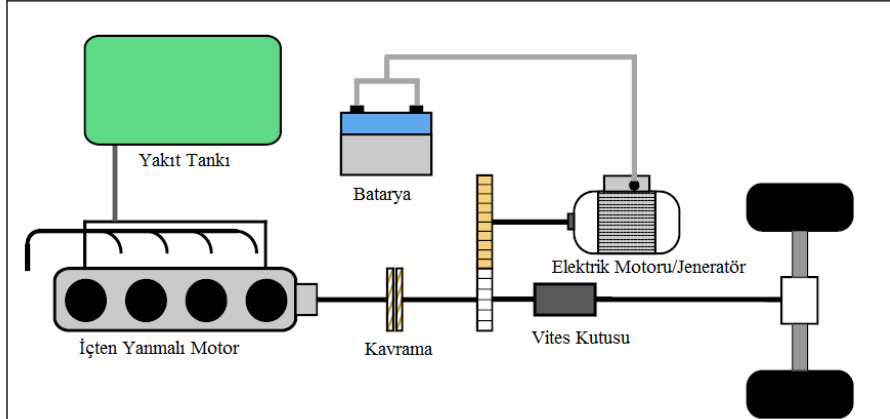 Yakıt Tankı
Batarya
Elektrik Motoru/Jeneratör
İçten Yanmalı Motor
Kavrama
Vites Kutusu